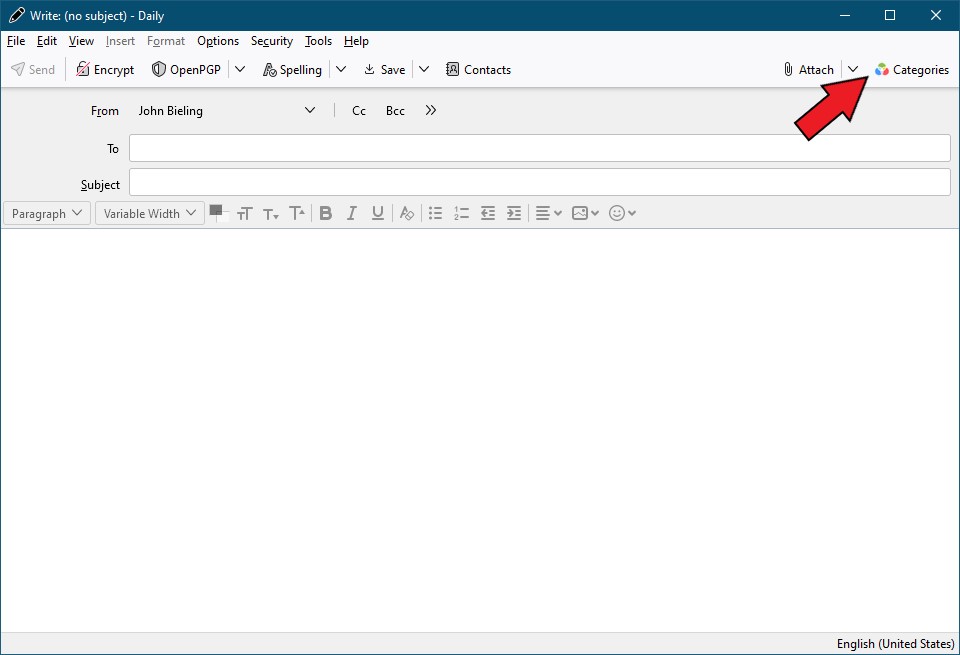 Write: (no subject) - Daily
File Edit View Insert Format Options Security Tools Help
Send Encrypt OpenPGP Spelling Save Contacts Attach Categories
From John Bieling Cc Bcc
To
Subject
Paragraph Variable Width
English (United States)